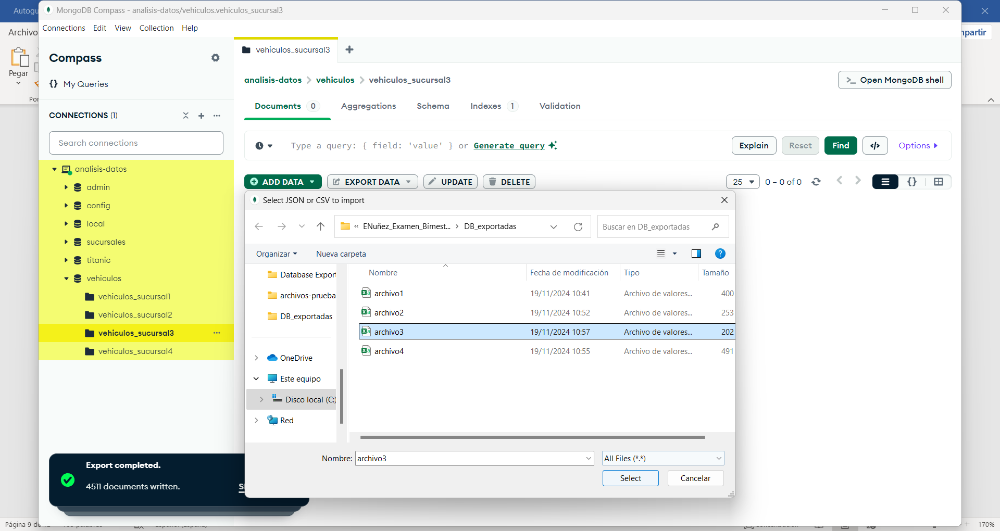 Autogu
MongoDB Compass - analisis-datos/vehiculos.vehiculos_sucursal3
Archivo
Connections Edit View Collection Help
partir
Pegar
Compass
vehiculos_sucursal3
{} My Queries
analisis-datos > vehiculos > vehiculos_sucursal3
>_ Open MongoDB shell
Por
CONNECTIONS (1)
Documents 0 Aggregations Schema Indexes 1 Validation
Search connections
Type a query: { field: 'value' } or Generate query
Explain Reset Find </> Options
analisis-datos
admin
config
local
sucursales
titanic
vehiculos
vehiculos_sucursal1
vehiculos_sucursal2
vehiculos_sucursal3
vehiculos_sucursal4
ADD DATA EXPORT DATA UPDATE DELETE
25 0 – 0 of 0 {}
Select JSON or CSV to import
« ENuñez_Examen_Bimest... > DB_exportadas
Buscar en DB_exportadas
Organizar Nueva carpeta
Database Export
archivos-prueba
DB_exportadas
OneDrive
Este equipo
Disco local (C:)
Red
Nombre Fecha de modificación Tipo Tamaño
archivo1 19/11/2024 10:41 Archivo de valores... 400
archivo2 19/11/2024 10:52 Archivo de valores... 253
archivo3 19/11/2024 10:57 Archivo de valores... 202
archivo4 19/11/2024 10:55 Archivo de valores... 491
Nombre: archivo3 All Files (*.*)
Select Cancelar
Export completed.
4511 documents written.
Página 9 de
170%